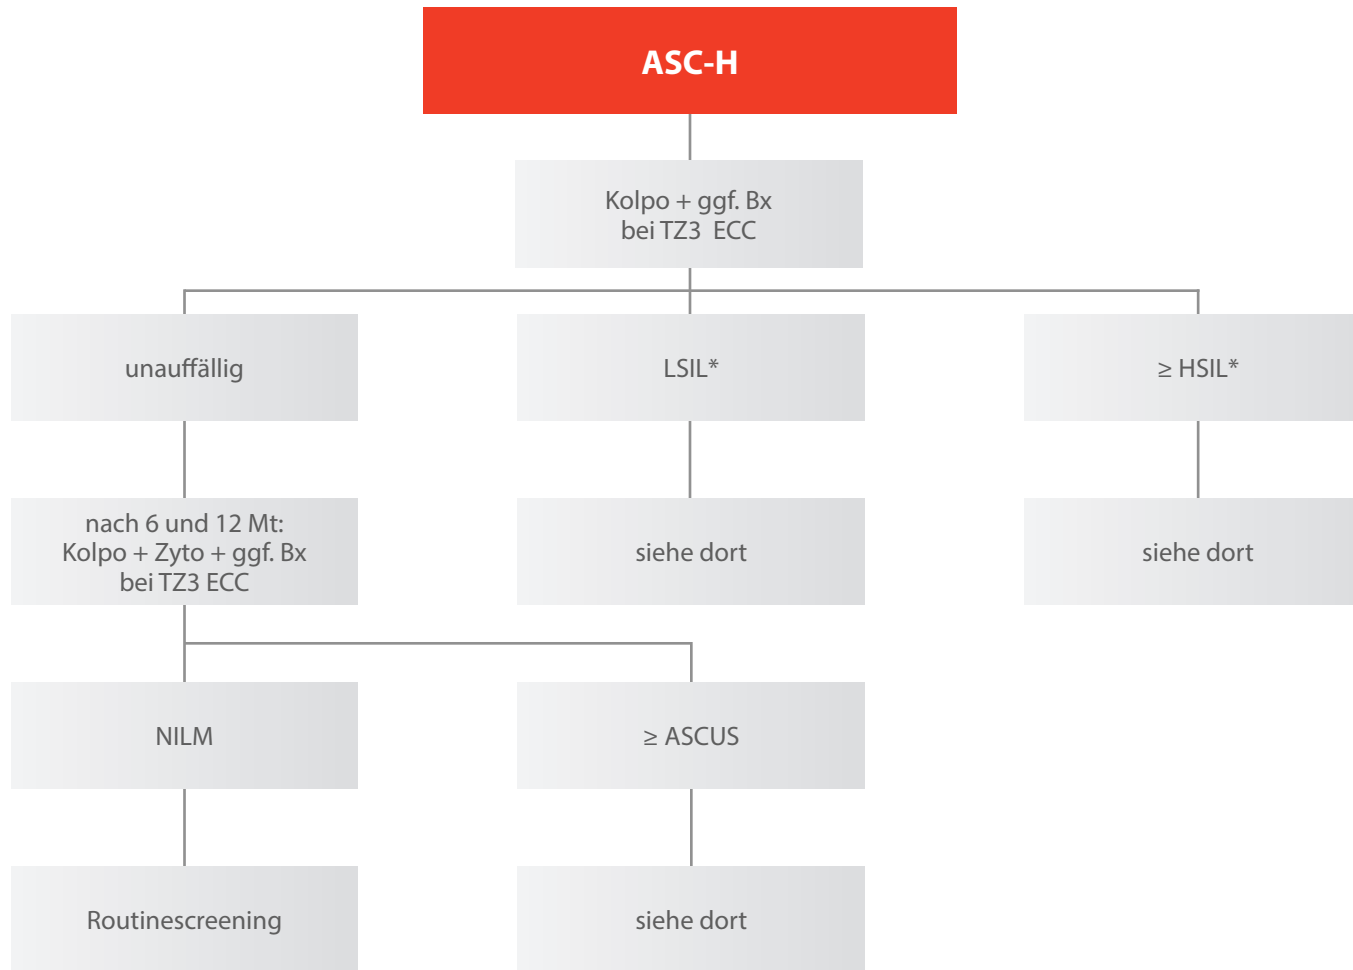 ASC-H
Kolpo + ggf. Bx
bei TZ3 ECC
unauffällig
LSIL*
≥ HSIL*
nach 6 und 12 Mt:
Kolpo + Zyto + ggf. Bx
bei TZ3 ECC
siehe dort
siehe dort
NILM
≥ ASCUS
Routinescreening
siehe dort